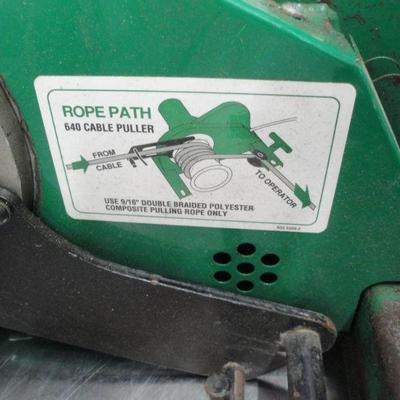 ROPE PATH
640 CABLE PULLER
FROM
CABLE
TO OPERATOR
USE 9/16" DOUBLE BRAIDED POLYESTER
COMPOSITE PULLING ROPE ONLY